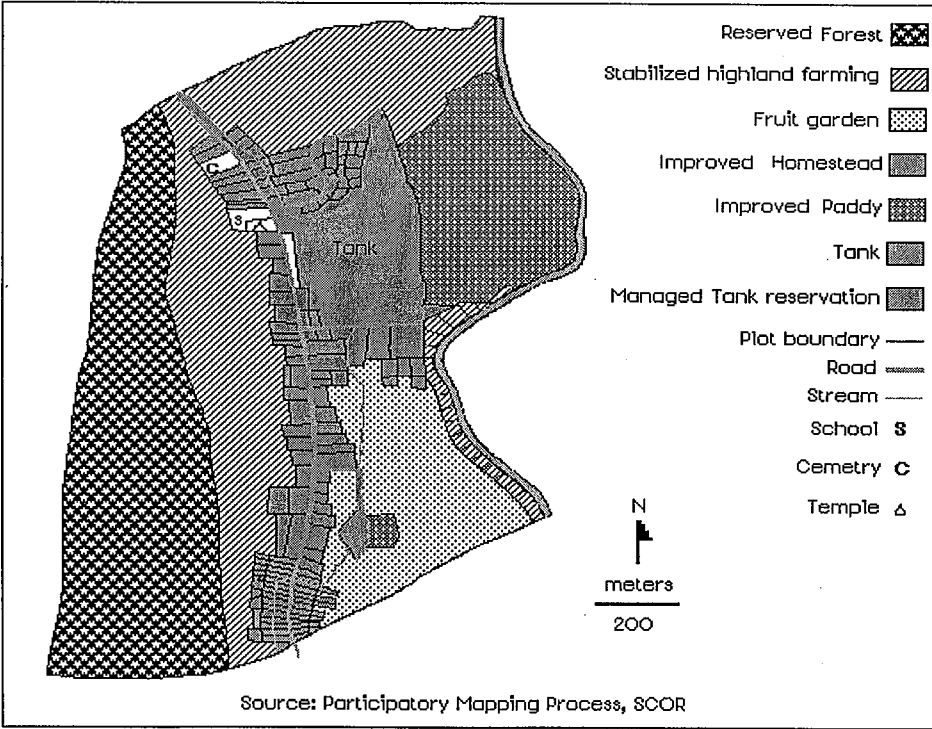 Reserved Forest
Stabilized highland farming
Fruit garden
Improved Homestead
Improved Paddy
Tank
Managed Tank reservation
Plot boundary
Road
Stream
School S
Cemetry C
Temple
C
S
Tank
N
meters
200
Source: Participatory Mapping Process, SCOR